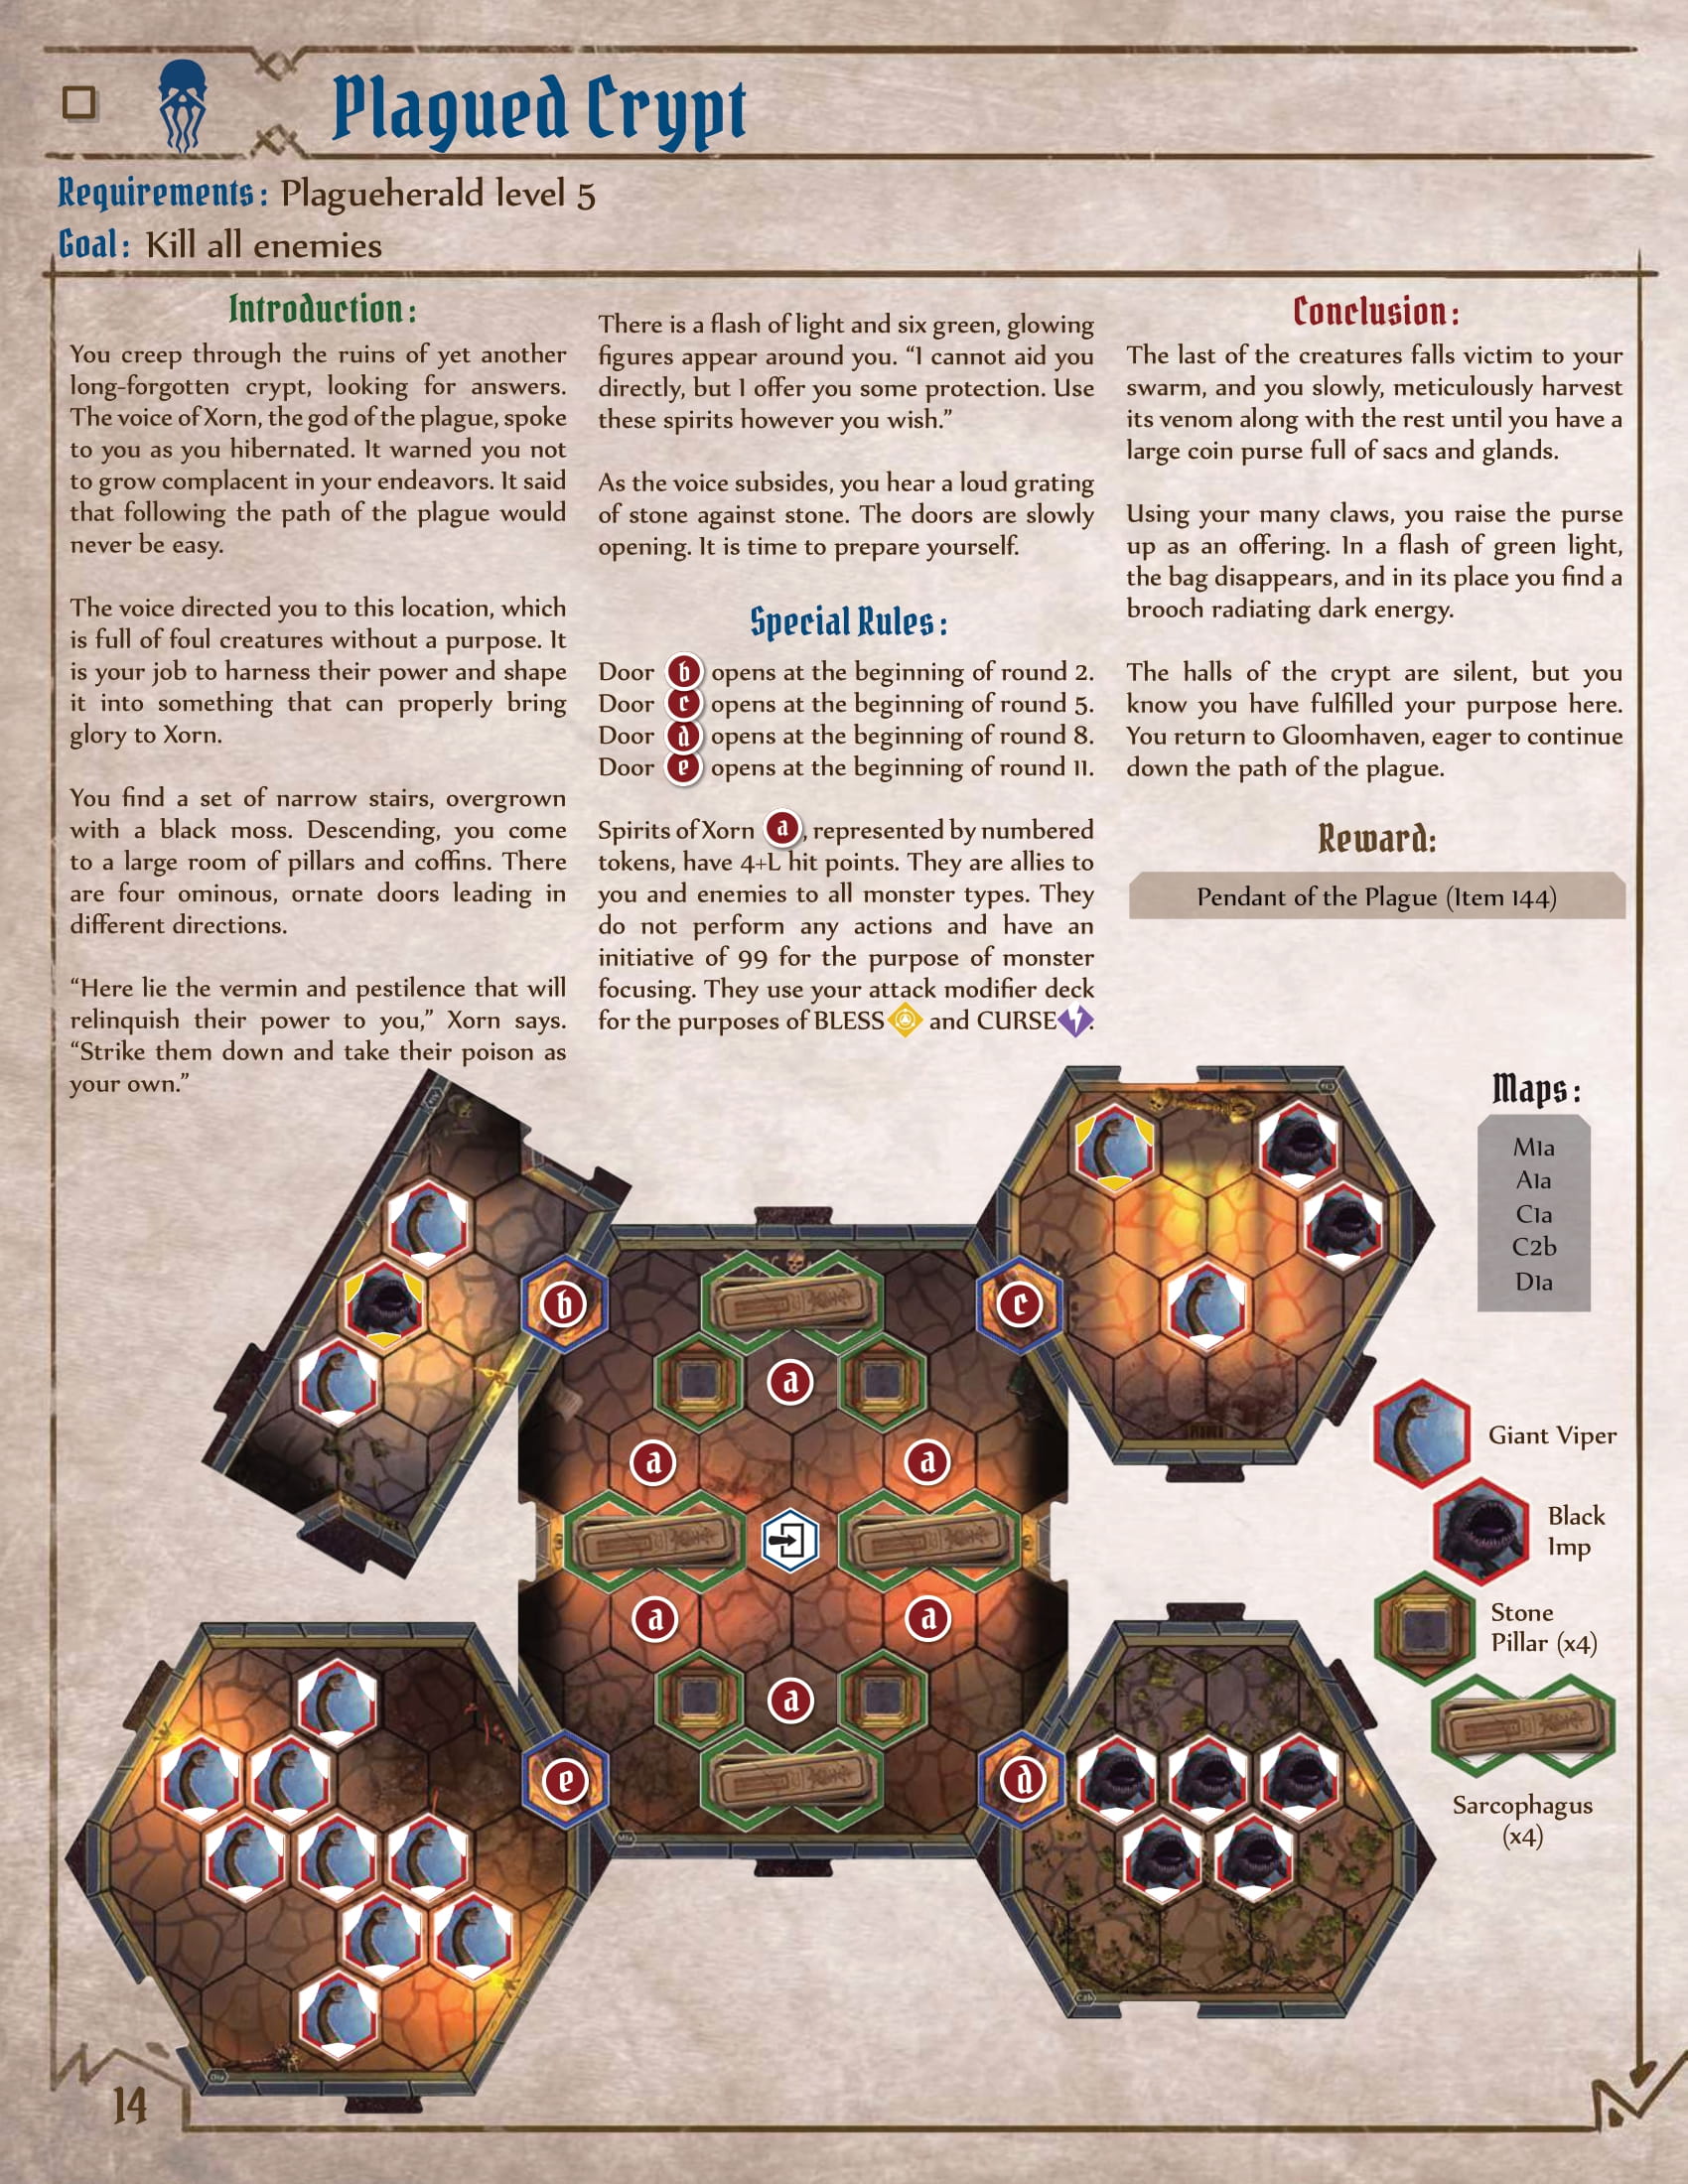 Plagued Crypt
Requirements: Plagueherald level 5
Goal: Kill all enemies
Introduction:
You creep through the ruins of yet another
long-forgotten crypt, looking for answers.
The voice of Xorn, the god of the plague, spoke
to you as you hibernated. It warned you not
to grow complacent in your endeavors. It said
that following the path of the plague would
never be easy.
The voice directed you to this location, which
is full of foul creatures without a purpose. It
is your job to harness their power and shape
it into something that can properly bring
glory to Xorn.
You find a set of narrow stairs, overgrown
with a black moss. Descending, you come
to a large room of pillars and coffins. There
are four ominous, ornate doors leading in
different directions.
“Here lie the vermin and pestilence that will
relinquish their power to you,” Xorn says.
“Strike them down and take their poison as
your own.”
There is a flash of light and six green, glowing
figures appear around you. “I cannot aid you
directly, but I offer you some protection. Use
these spirits however you wish.”
As the voice subsides, you hear a loud grating
of stone against stone. The doors are slowly
opening. It is time to prepare yourself.
Special Rules:
Door b opens at the beginning of round 2.
Door c opens at the beginning of round 5.
Door d opens at the beginning of round 8.
Door e opens at the beginning of round 11.
Spirits of Xorn a, represented by numbered
tokens, have 4+L hit points. They are allies to
you and enemies to all monster types. They
do not perform any actions and have an
initiative of 99 for the purpose of monster
focusing. They use your attack modifier deck
for the purposes of BLESS and CURSE.
Conclusion:
The last of the creatures falls victim to your
swarm, and you slowly, meticulously harvest
its venom along with the rest until you have a
large coin purse full of sacs and glands.
Using your many claws, you raise the purse
up as an offering. In a flash of green light,
the bag disappears, and in its place you find a
brooch radiating dark energy.
The halls of the crypt are silent, but you
know you have fulfilled your purpose here.
You return to Gloomhaven, eager to continue
down the path of the plague.
Reward:
Pendant of the Plague (Item 144)
Maps:
M1a
A1a
C1a
C2b
D1a
b
c
a
a
a
a
a
a
e
d
M1a
C2b
D1a
Giant Viper
Black
Imp
Stone
Pillar (x4)
Sarcophagus
(x4)
14